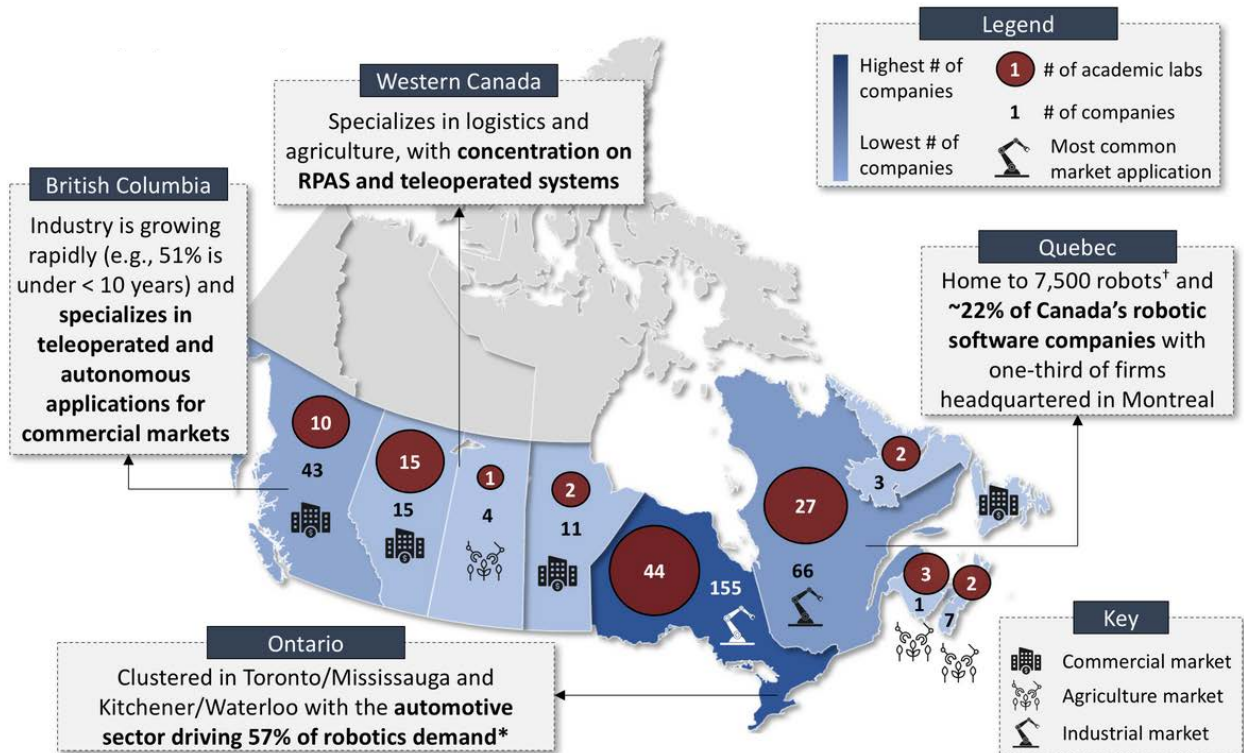 Legend
Highest # of
companies
Lowest # of
companies
1
# of academic labs
1
# of companies
Most common
market application
Western Canada
Specializes in logistics and
agriculture, with concentration on
RPAS and teleoperated systems
British Columbia
Industry is growing
rapidly (e.g., 51% is
under < 10 years) and
specializes in
teleoperated and
autonomous
applications for
commercial markets
Quebec
Home to 7,500 robots†  and
~22% of Canada’s robotic
software companies with
one-third of firms
headquartered in Montreal
10
43
15
15
1
4
2
11
44
155
27
66
2
3
3
1
2
7
Ontario
Clustered in Toronto/Mississauga and
Kitchener/Waterloo with the automotive
sector driving 57% of robotics demand*
Key
Commercial market
Agriculture market
Industrial market